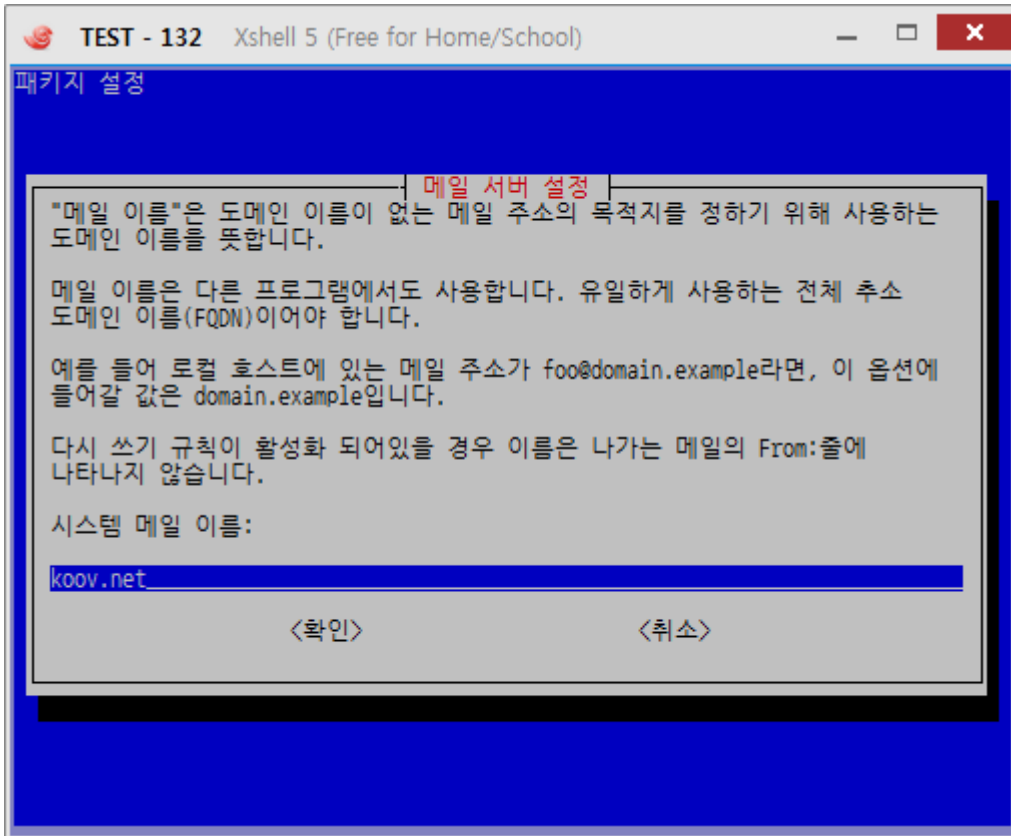 TEST - 132 Xshell 5 (Free for Home/School)
패키지 설정
메일 서버 설정
"메일 이름"은 도메인 이름이 없는 메일 주소의 목적지를 정하기 위해 사용하는
도메인 이름을 뜻합니다.
메일 이름은 다른 프로그램에서도 사용합니다. 유일하게 사용하는 전체 추소
도메인 이름(FQDN)이어야 합니다.
예를 들어 로컬 호스트에 있는 메일 주소가 foo@domain.example라면, 이 옵션에
들어갈 값은 domain.example입니다.
다시 쓰기 규칙이 활성화 되어있을 경우 이름은 나가는 메일의 From:줄에
나타나지 않습니다.
시스템 메일 이름:
koov.net
<확인> <취소>